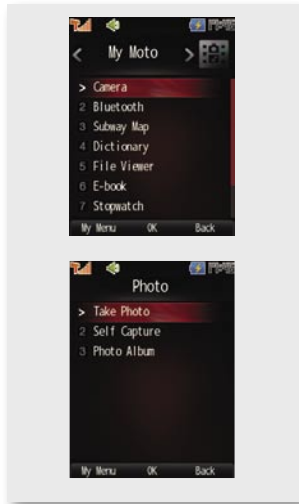 < My Moto >
> Camera
2 Bluetooth
3 Subway Map
4 Dictionary
5 File Viewer
6 E-book
7 Stopwatch
My Menu OK Back
Photo
> Take Photo
2 Self Capture
3 Photo Album
My Menu OK Back